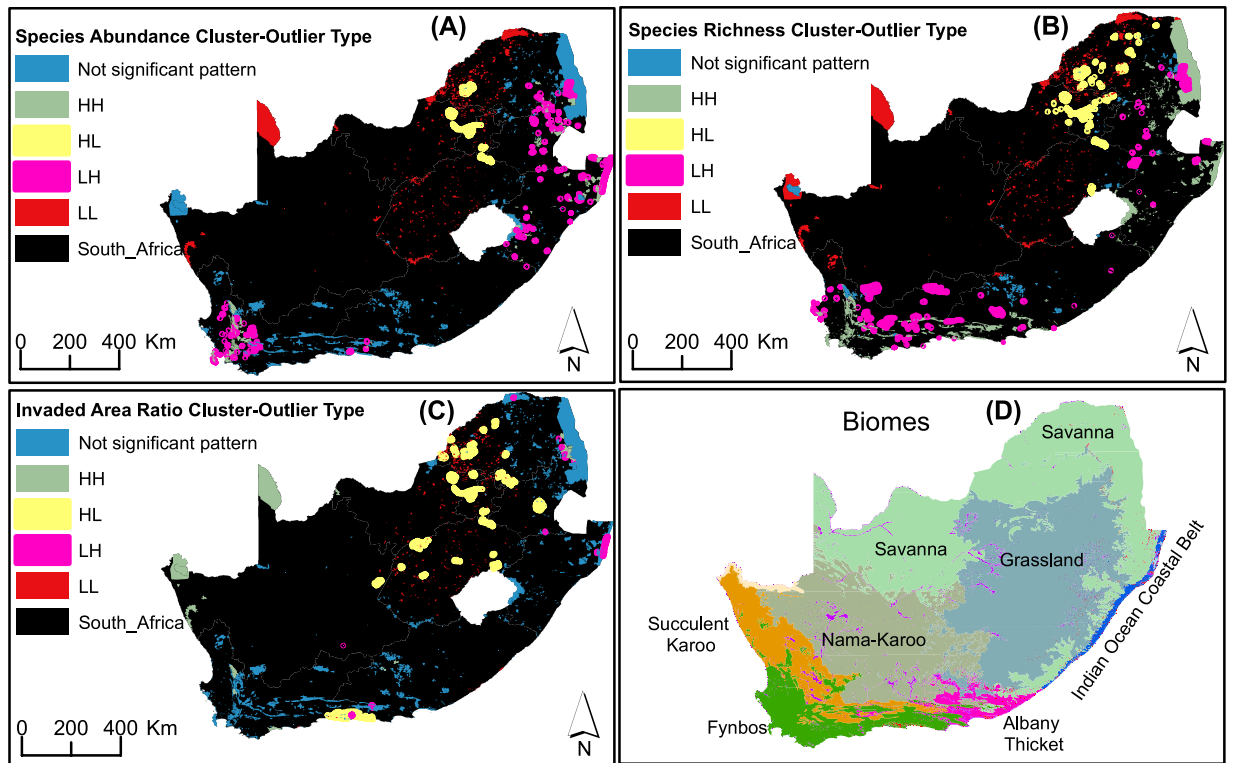 Species Abundance Cluster-Outlier Type
(A)
Not significant pattern
HH
HL
LH
LL
South_Africa
0 200 400 Km
N
Species Richness Cluster-Outlier Type
(B)
Not significant pattern
HH
HL
LH
LL
South_Africa
0 200 400 Km
N
Invaded Area Ratio Cluster-Outlier Type
(C)
Not significant pattern
HH
HL
LH
LL
South_Africa
0 200 400 Km
N
Biomes
(D)
Savanna
Savanna
Grassland
Indian Ocean Coastal Belt
Succulent
Karoo
Nama-Karoo
Fynbos
Albany
Thicket